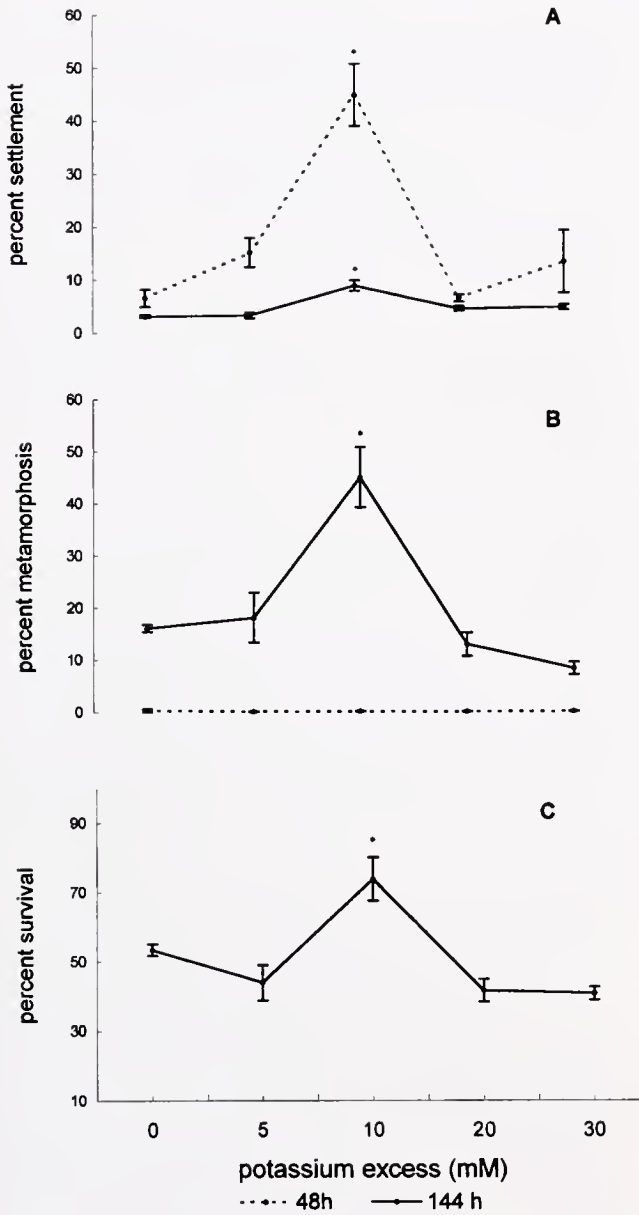 A
60
50
40
30
20
10
0
percent settlement
B
60
50
40
30
20
10
0
percent metamorphosis
C
90
70
50
30
10
percent survival
0 5 10 20 30
potassium excess (mM)
48h 144 h